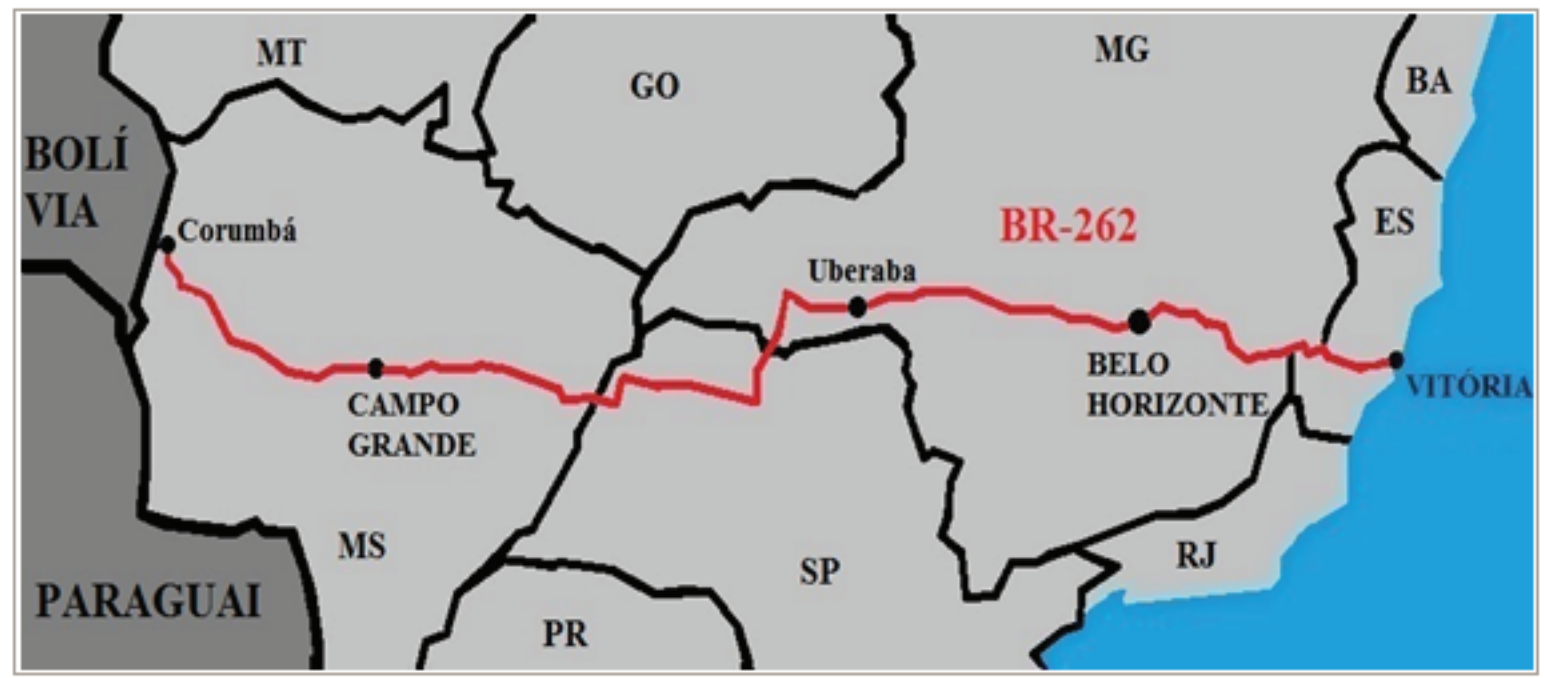 MT
GO
MG
BA
BOLÍ
VIA
Corumbá
BR-262
ES
Uberaba
CAMPO
GRANDE
BELO
HORIZONTE
VITÓRIA
MS
SP
RJ
PARAGUAI
PR